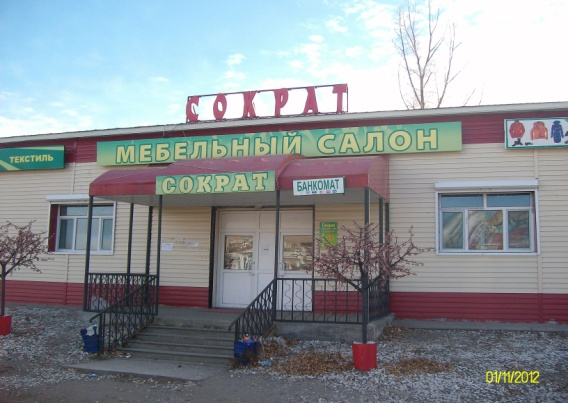 СОКРАТ
МЕБЕЛЬНЫЙ САЛОН
ТЕКСТИЛЬ
СОКРАТ
БАНКОМАТ
01/11/2012